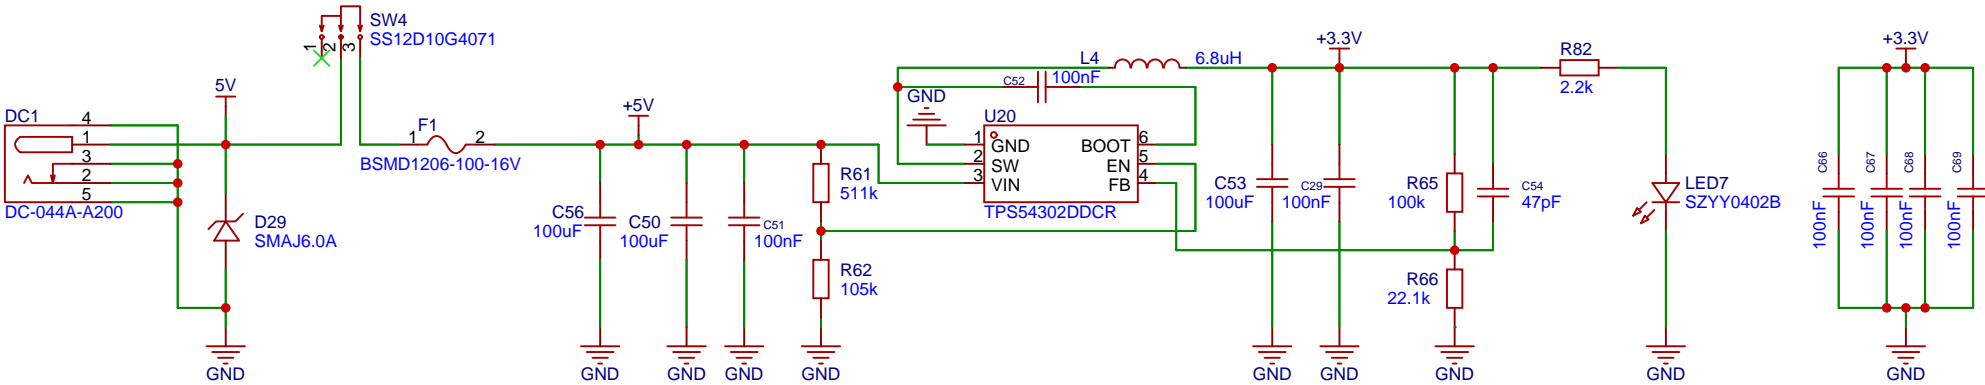 SW4
SS12D10G4071
1
2
3
5V
DC1
4
1
3
2
5
DC-044A-A200
D29
SMAJ6.0A
GND
F1
1
2
BSMD1206-100-16V
+5V
C56
100uF
GND
C50
100uF
GND
C51
100nF
GND
R61
511k
R62
105k
GND
L4
6.8uH
C52
100nF
GND
U20
1
GND
2
SW
3
VIN
BOOT
6
EN
5
FB
4
TPS54302DDCR
+3.3V
C53
100uF
GND
C29
100nF
GND
R65
100k
C54
47pF
R66
22.1k
GND
R82
2.2k
LED7
SZYY0402B
GND
+3.3V
C66
100nF
C67
100nF
C68
100nF
C69
100nF
GND